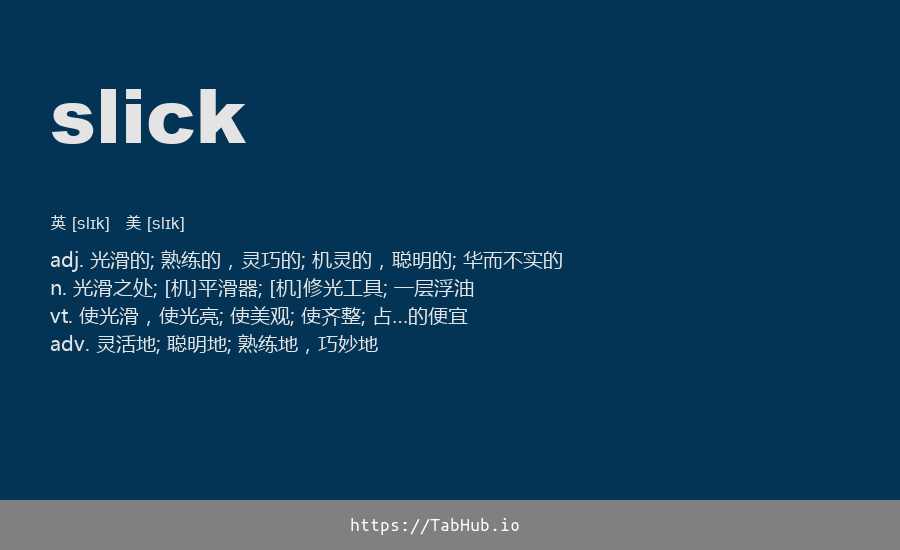 slick
英 [slɪk] 美 [slɪk]
adj. 光滑的; 熟练的，灵巧的; 机灵的，聪明的; 华而不实的
n. 光滑之处; [机]平滑器; [机]修光工具; 一层浮油
vt. 使光滑，使光亮; 使美观; 使齐整; 占…的便宜
adv. 灵活地; 聪明地; 熟练地，巧妙地
https://TabHub.io